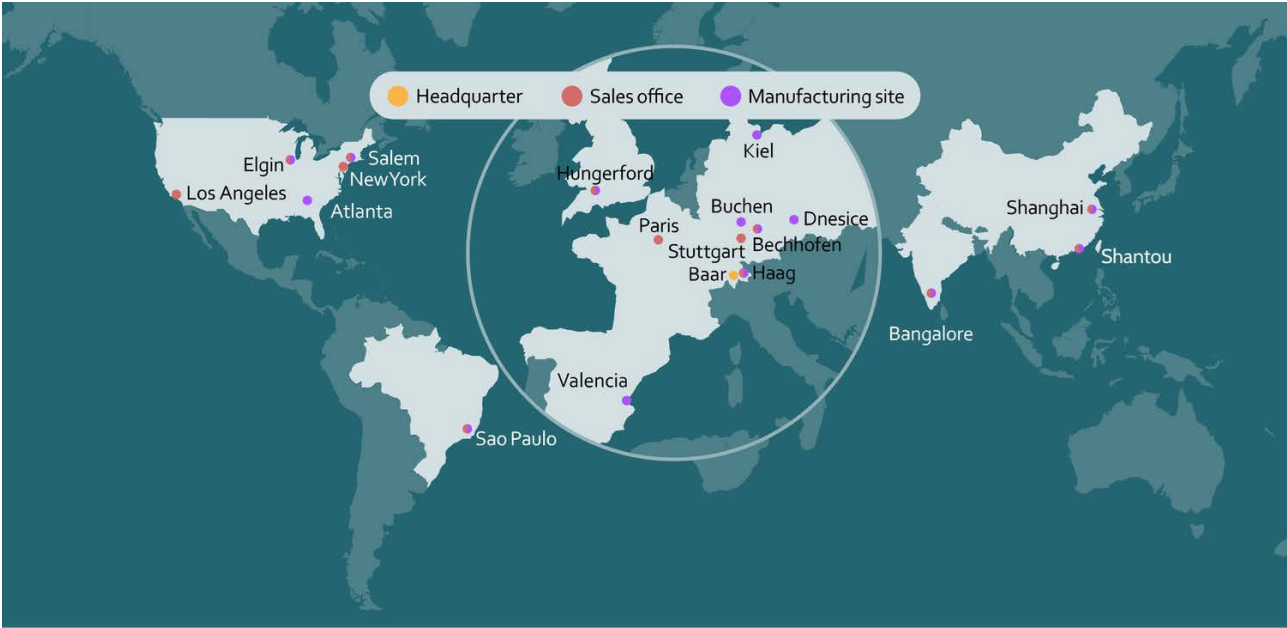 Headquarter
Sales office
Manufacturing site
Elgin
Salem
NewYork
Los Angeles
Atlanta
Sao Paulo
Hungerford
Kiel
Buchen
Dnesice
Paris
Stuttgart
Bechhofen
Baar
Haag
Valencia
Shanghai
Shantou
Bangalore